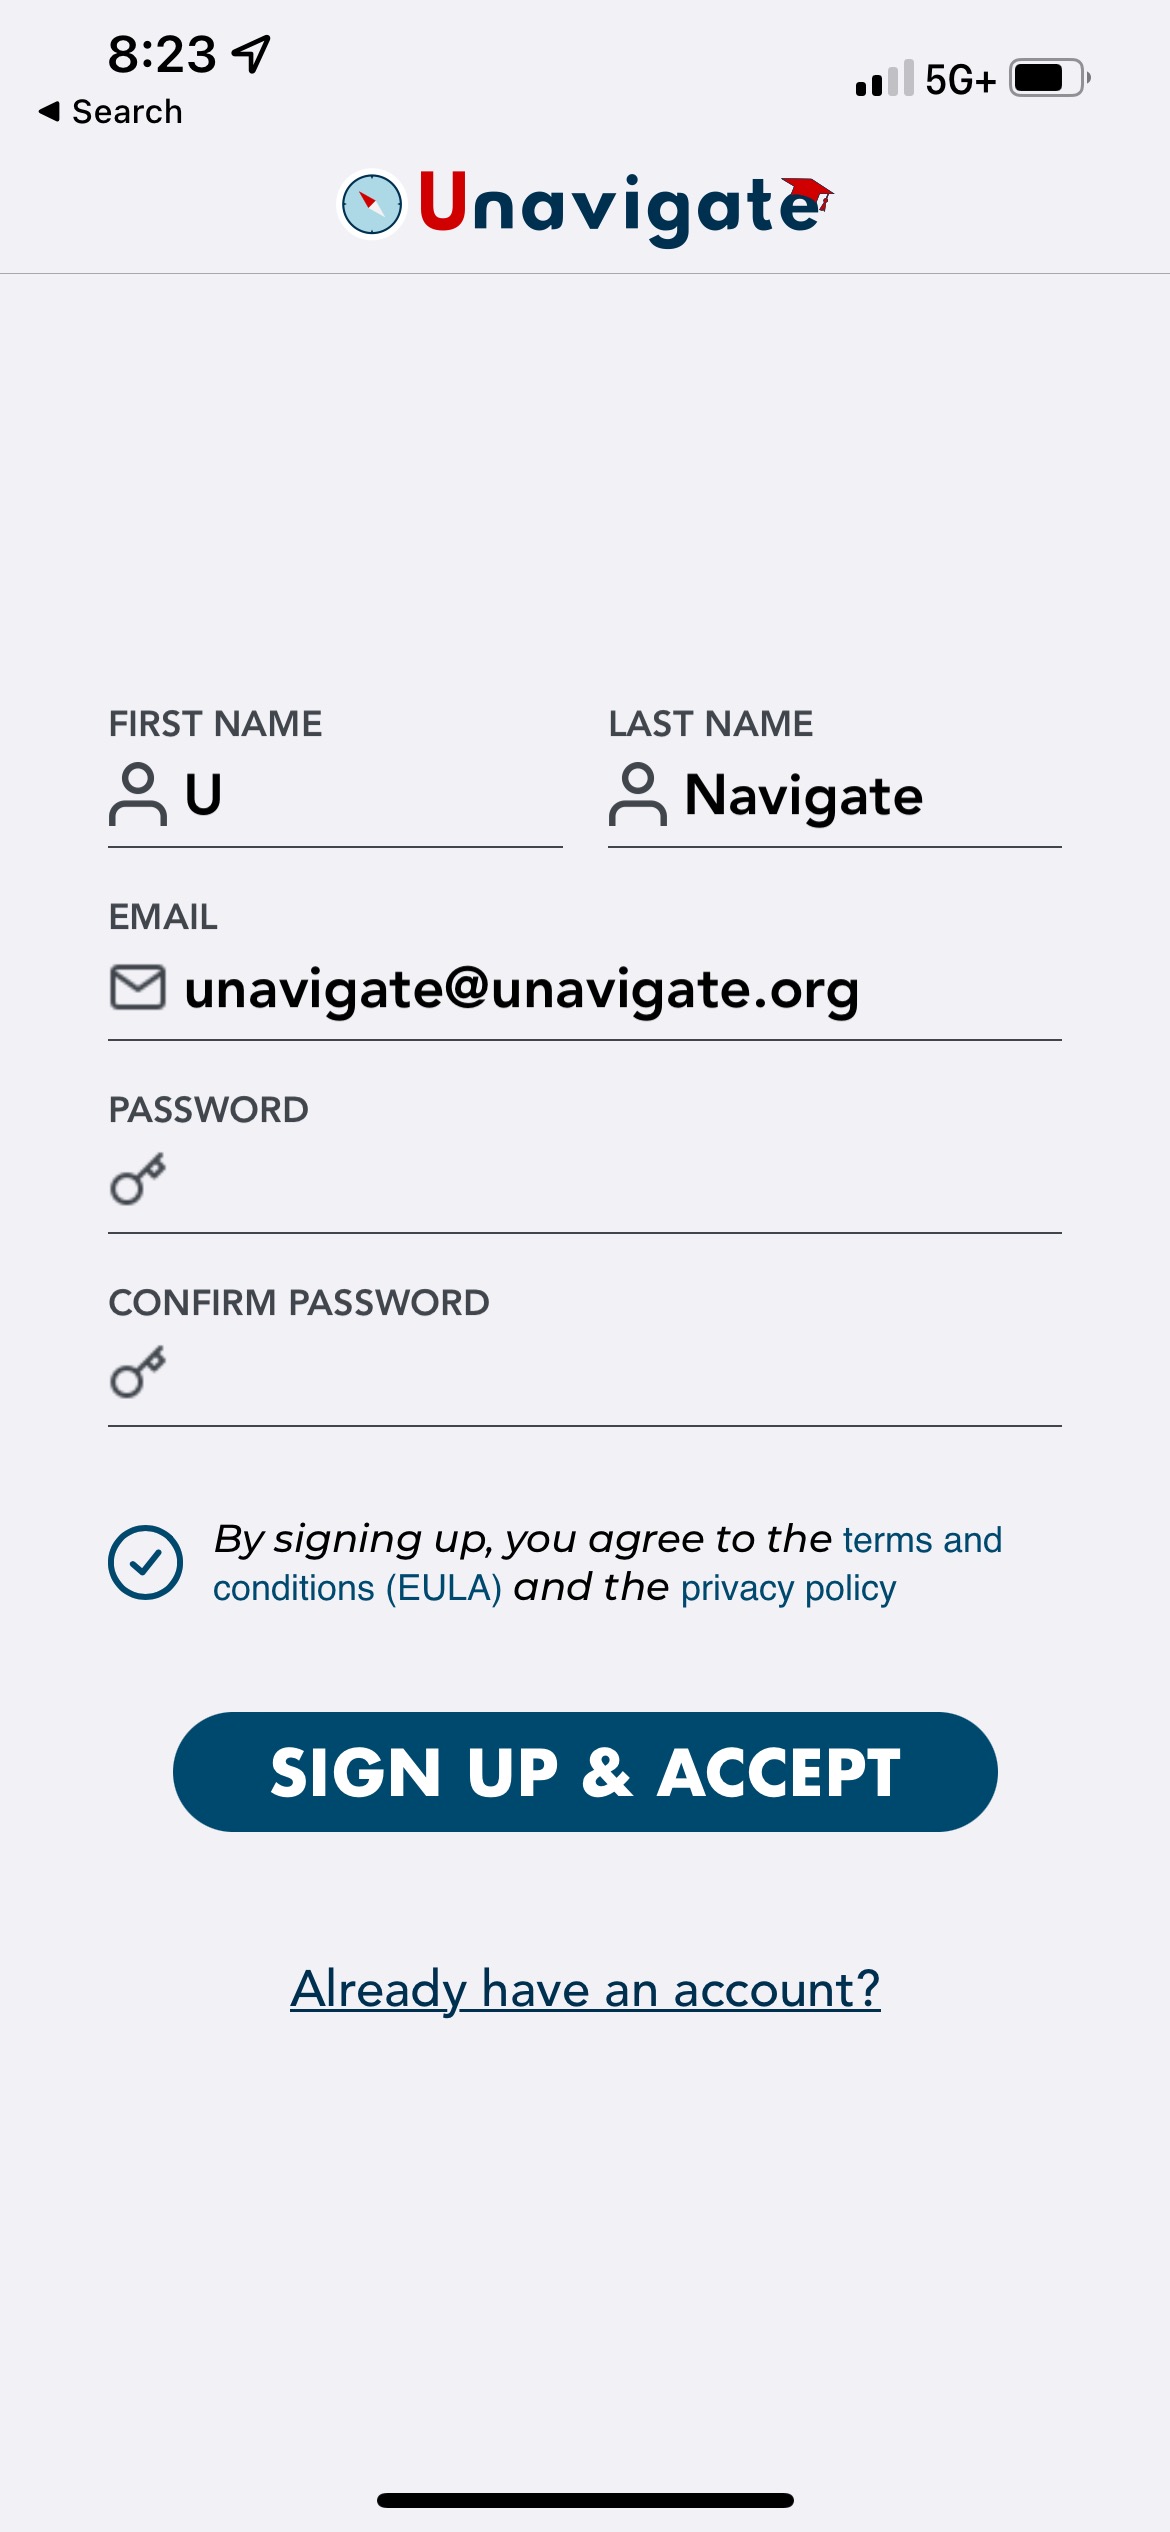 8:23
5G+
Search
Unavigate
FIRST NAME
LAST NAME
U
Navigate
EMAIL
unavigate@unavigate.org
PASSWORD
CONFIRM PASSWORD
By signing up, you agree to the terms and
conditions (EULA) and the privacy policy
SIGN UP & ACCEPT
Already have an account?